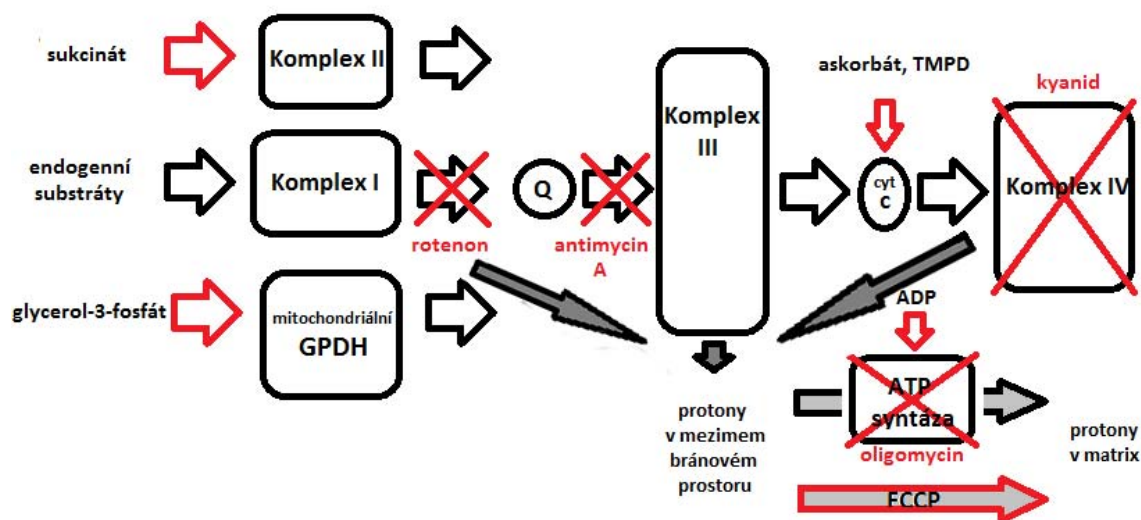 sukcinát
Komplex II
askorbát, TMPD
kyanid
Komplex
III
endogenní
substráty
Komplex I
Q
cyt
c
Komplex IV
rotenon
antimycin
A
glycerol-3-fosfát
mitochondriální
GPDH
ADP
ATP
syntáza
oligomycin
protony
v mezimem
bránovém
prostoru
protony
v matrix
FCCP